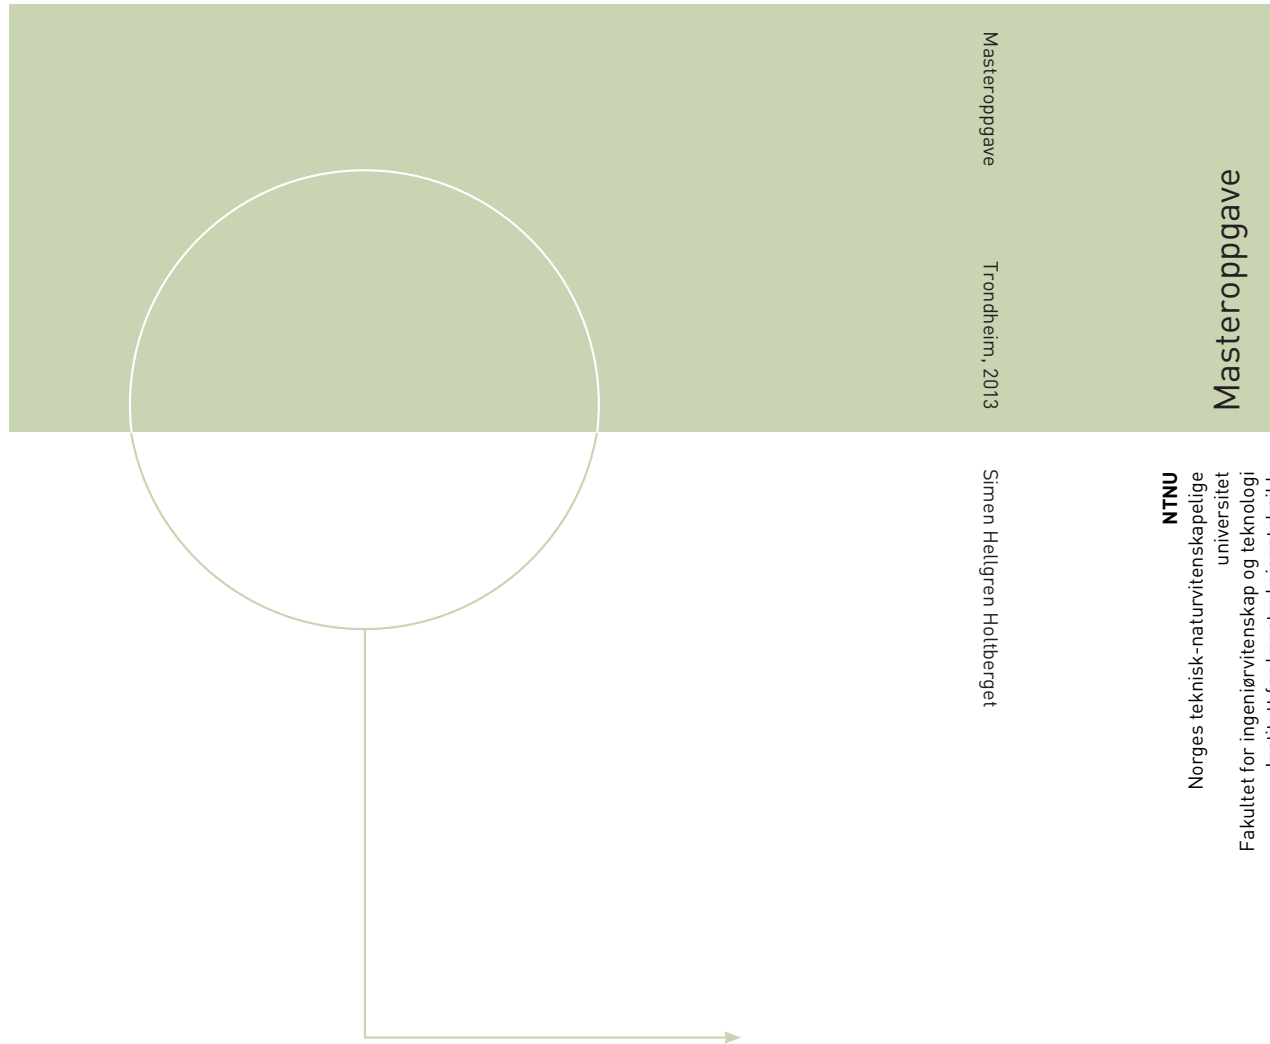 Masteroppgave
Trondheim, 2013
Simen Hellgren Holtberget
Masteroppgave
NTNU
Norges teknisk-naturvitenskapelige
universitet
Fakultet for ingeniørvitenskap og teknologi